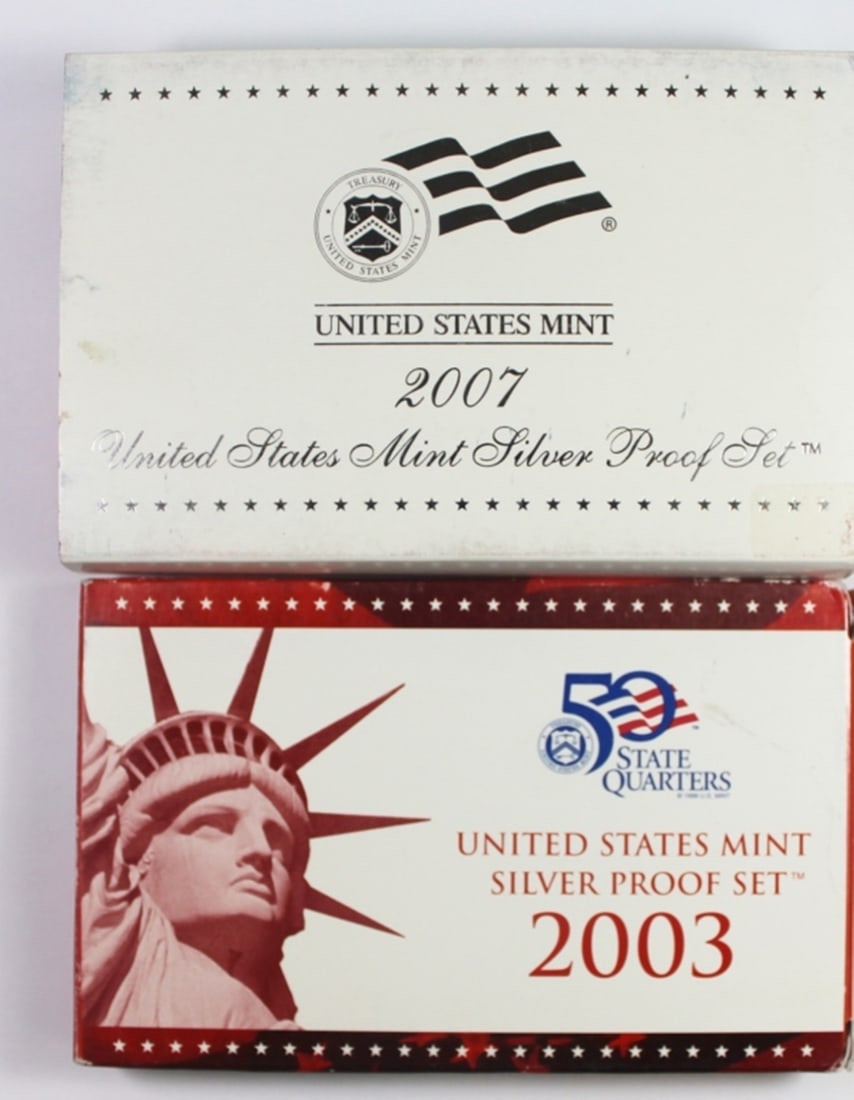 TREASURY
UNITED STATES MINT
®
UNITED STATES MINT
2007
United States Mint Silver Proof Set™
50
STATE
QUARTERS
UNITED STATES MINT
SILVER PROOF SET™
2003